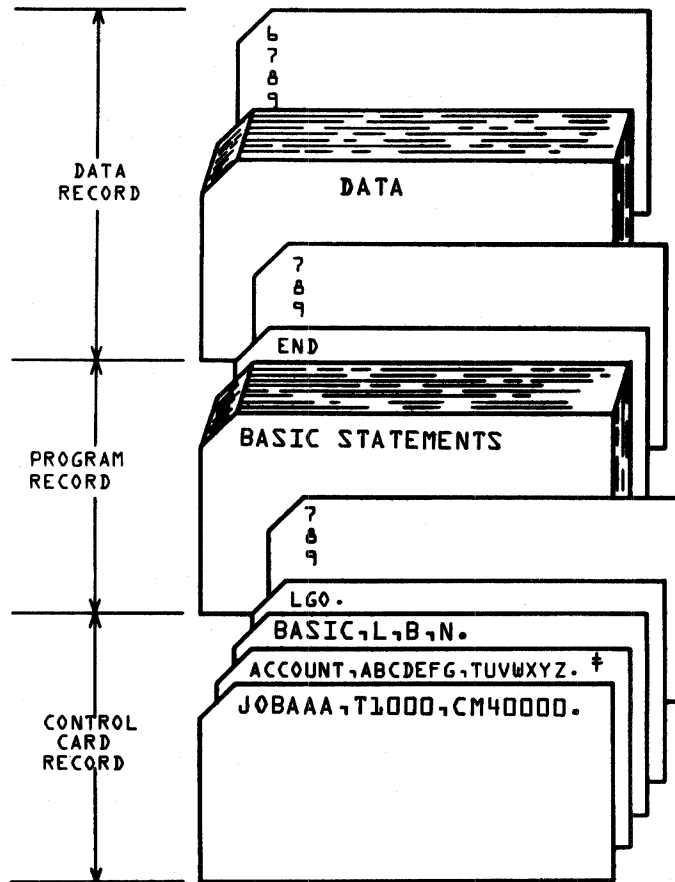 6
7
8
9
DATA
RECORD
DATA
7
8
9
END
BASIC STATEMENTS
PROGRAM
RECORD
7
8
9
LGO.
BASIC,L,B,N.
ACCOUNT,ABCDEFG,TUVWXYZ. ‡
JOBAAA,T1000,CM40000.
CONTROL
CARD
RECORD